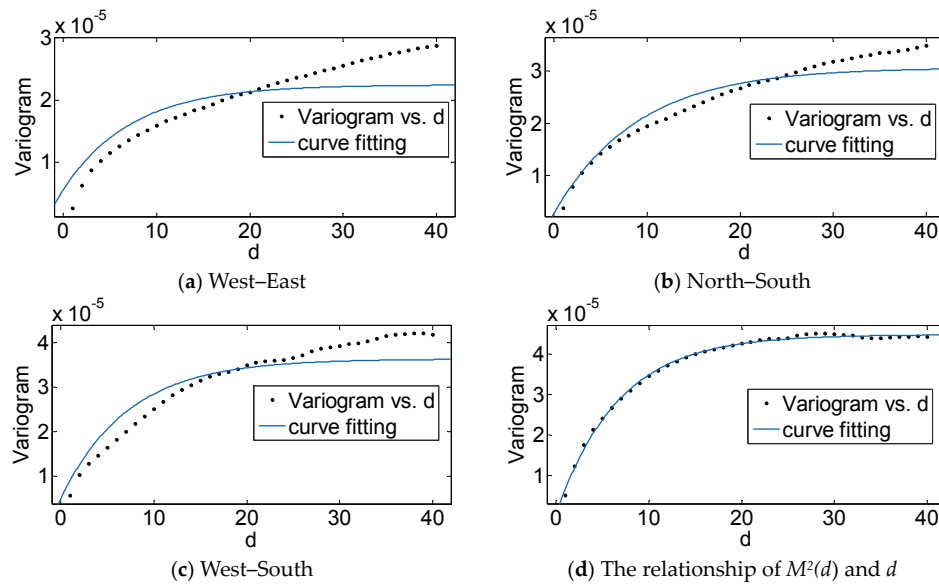 x 10⁻⁵
3
2
1
Variogram
0 10 20 30 40
d
Variogram vs. d
curve fitting
(a) West–East
x 10⁻⁵
3
2
1
Variogram
0 10 20 30 40
d
Variogram vs. d
curve fitting
(b) North–South
x 10⁻⁵
4
3
2
1
Variogram
0 10 20 30 40
d
Variogram vs. d
curve fitting
(c) West–South
x 10⁻⁵
4
3
2
1
Variogram
0 10 20 30 40
d
Variogram vs. d
curve fitting
(d) The relationship of M²(d) and d